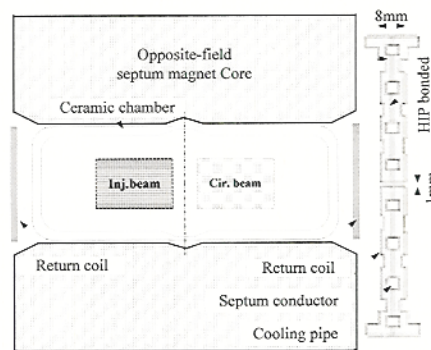 8mm
Opposite-field
septum magnet Core
Ceramic chamber
HIP bonded
Inj.beam
Cir. beam
1mm
Return coil
Return coil
Septum conductor
Cooling pipe